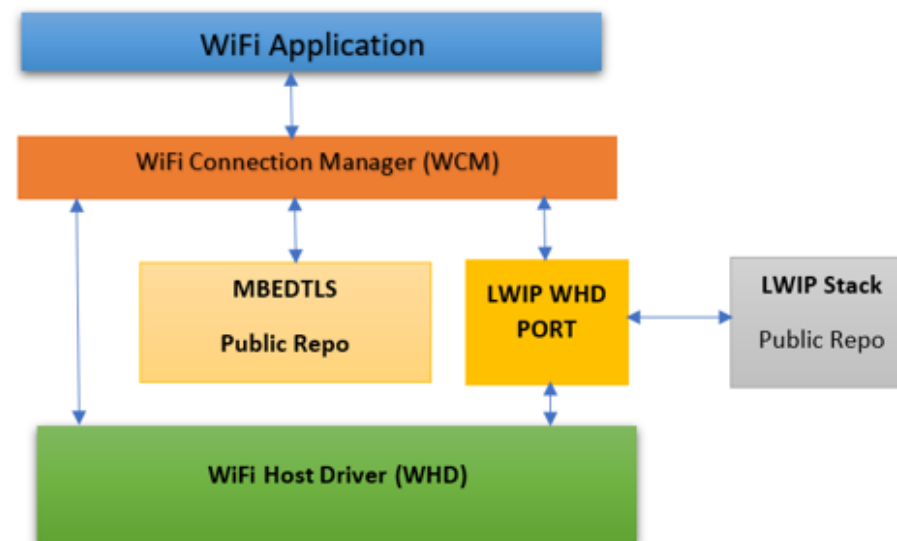 WiFi Application
WiFi Connection Manager (WCM)
MBEDTLS
Public Repo
LWIP WHD
PORT
LWIP Stack
Public Repo
WiFi Host Driver (WHD)